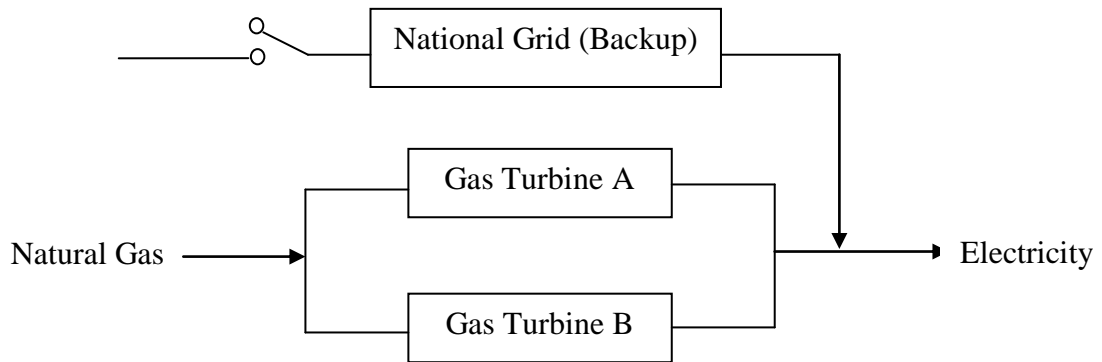 National Grid (Backup)
Gas Turbine A
Natural Gas
Electricity
Gas Turbine B